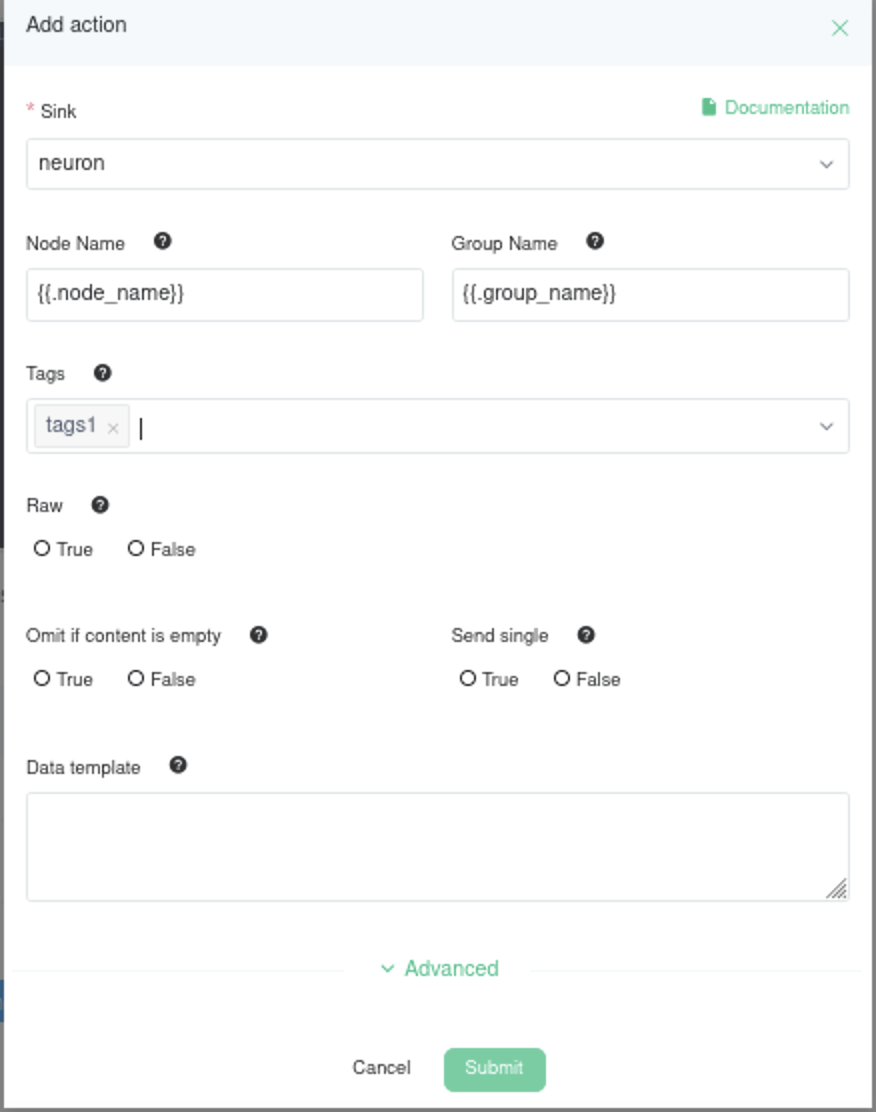 Add action
* Sink
Documentation
neuron
Node Name
Group Name
{{.node_name}}
{{.group_name}}
Tags
tags1
Raw
True
False
Omit if content is empty
Send single
True
False
True
False
Data template
Advanced
Cancel
Submit